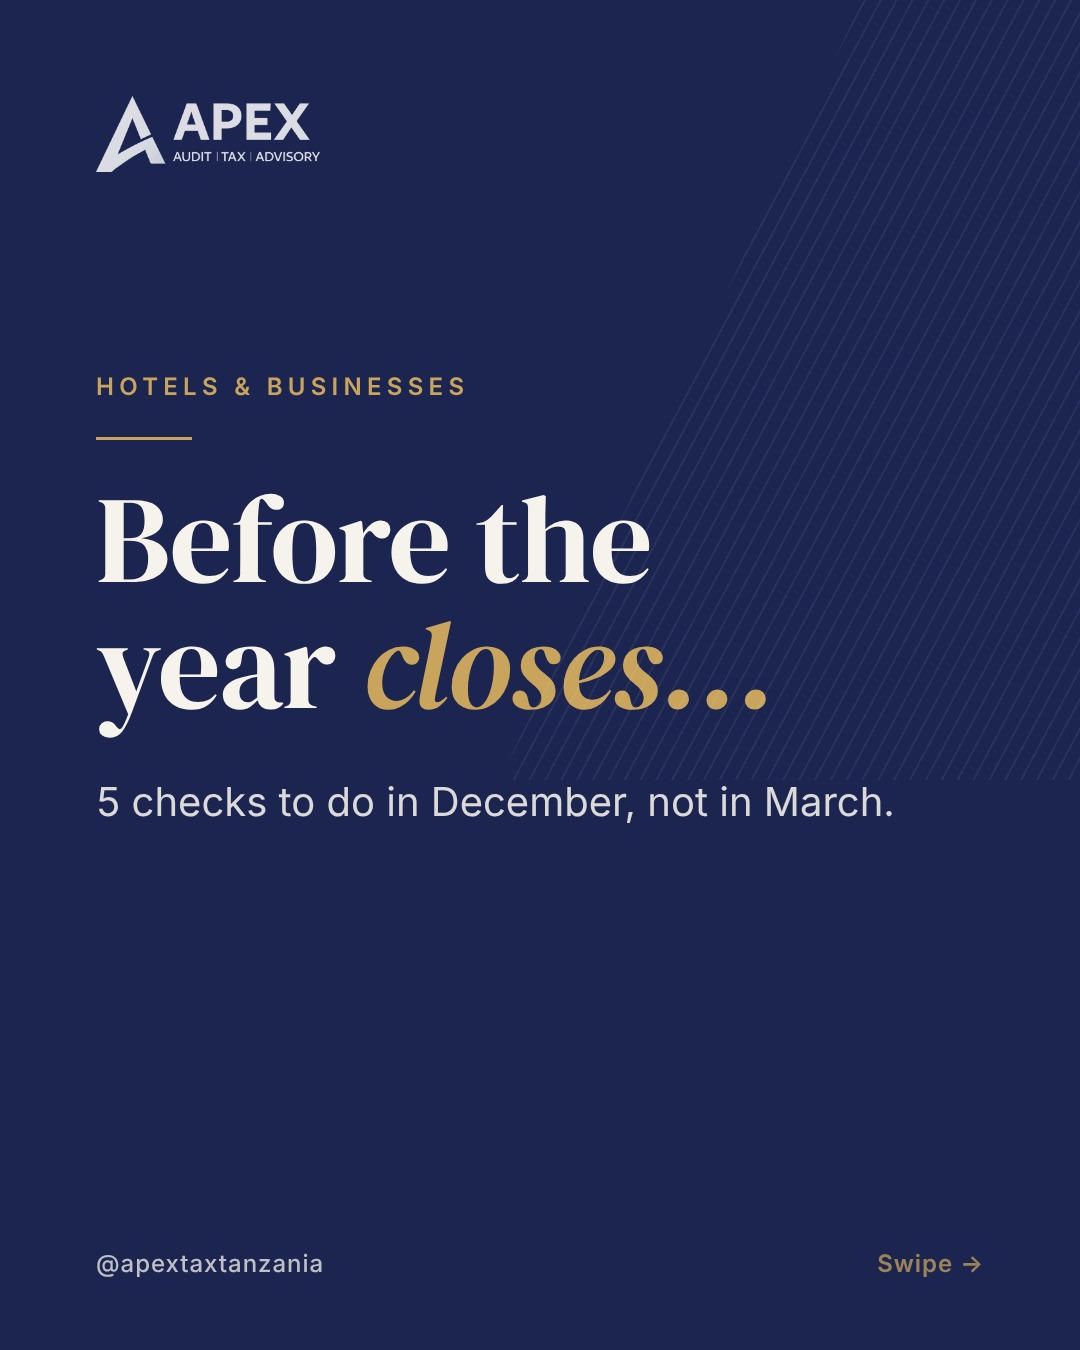 APEX
AUDIT | TAX | ADVISORY
HOTELS & BUSINESSES
Before the
year closes...
5 checks to do in December, not in March.
@apextaxtanzania
Swipe →